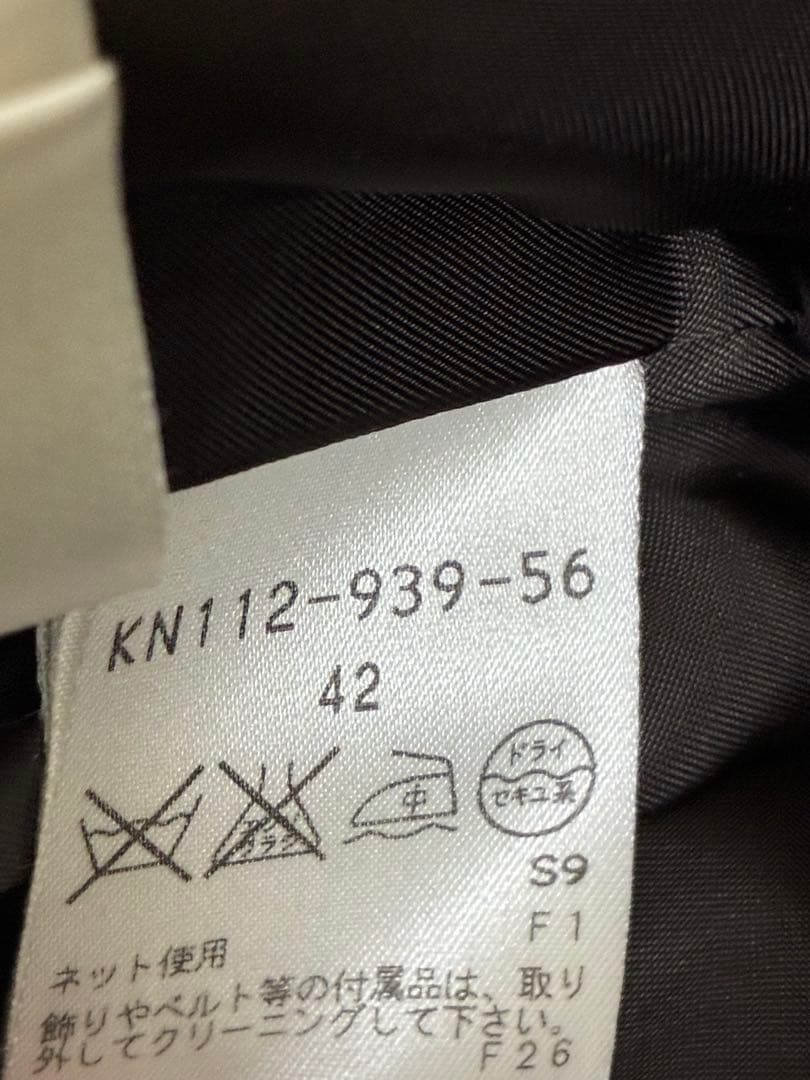 KN112-939-56
42
ドライ
セキユ系
中
S9
F1
ネット使用
飾りやベルト等の付属品は、取り
外してクリーニングして下さい。
F26